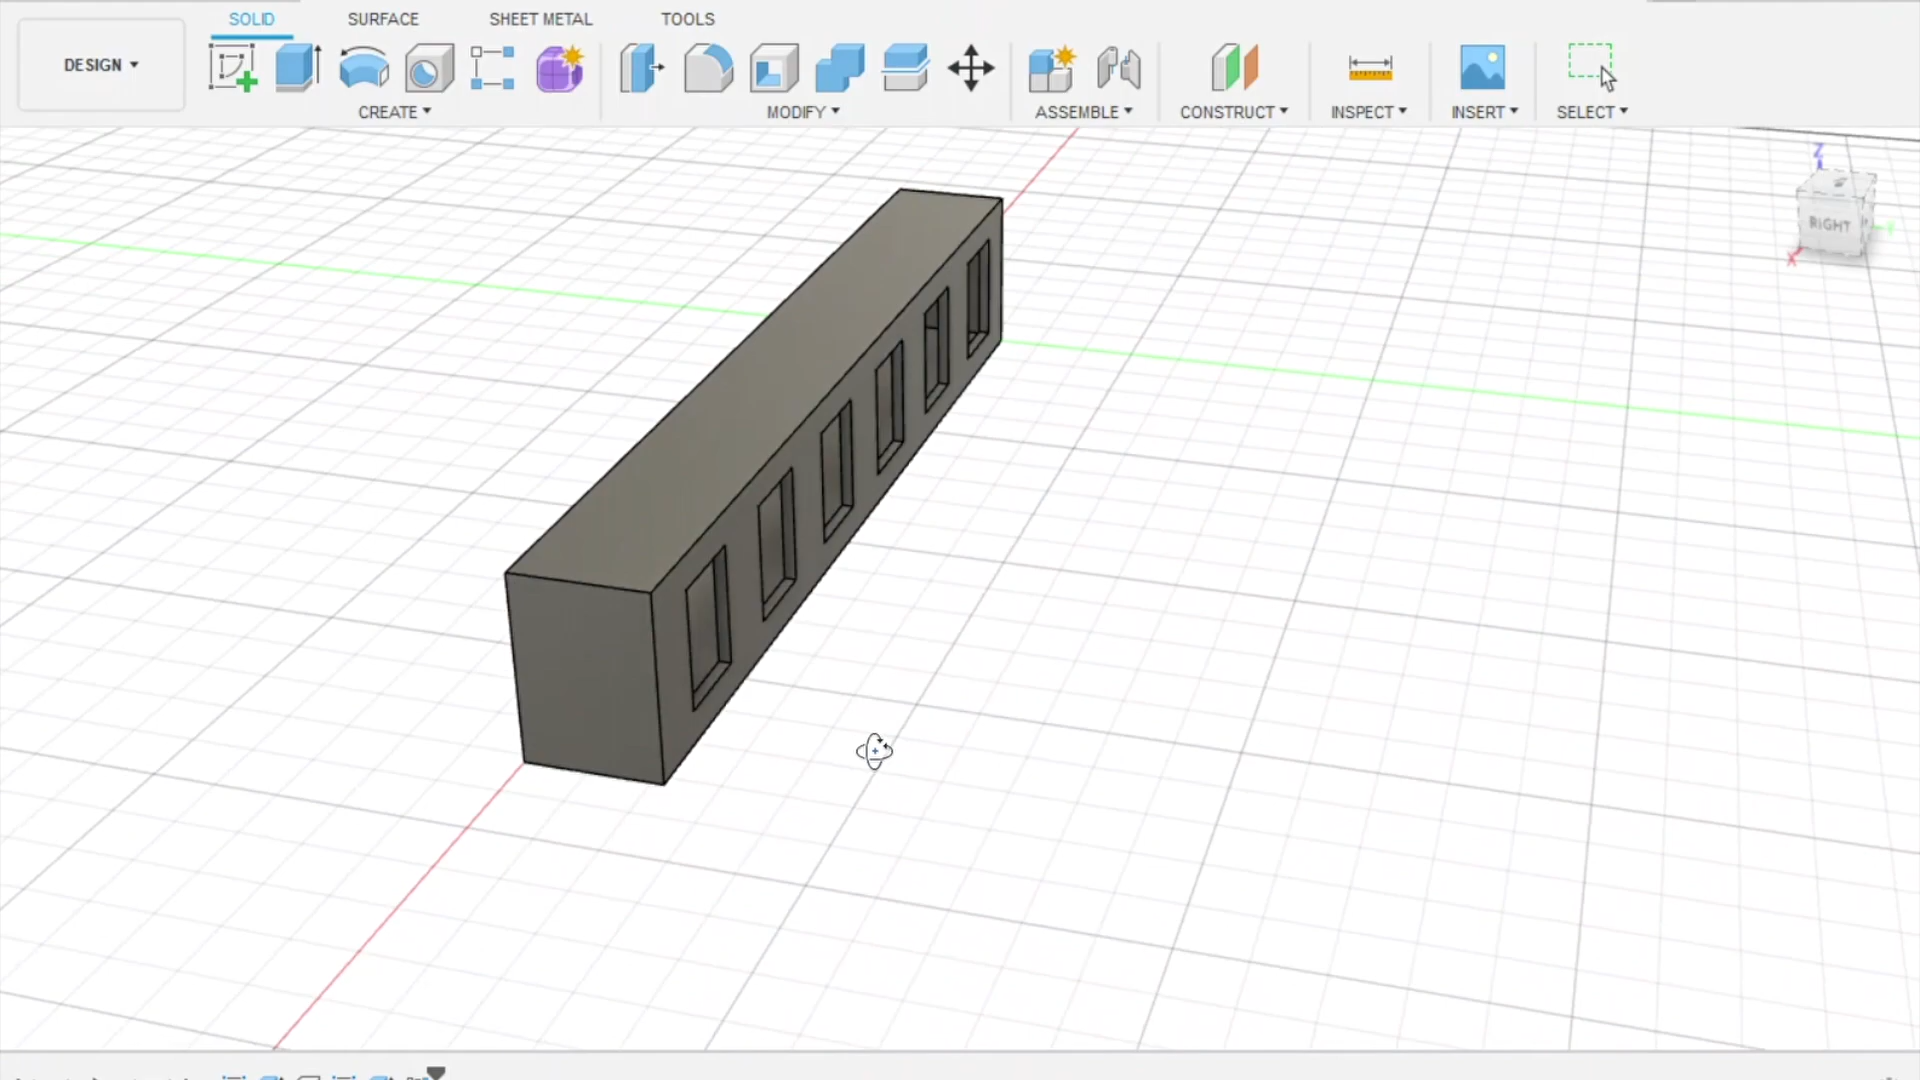 SOLID SURFACE SHEET METAL TOOLS
DESIGN
CREATE MODIFY ASSEMBLE CONSTRUCT INSPECT INSERT SELECT
Z
RIGHT
X